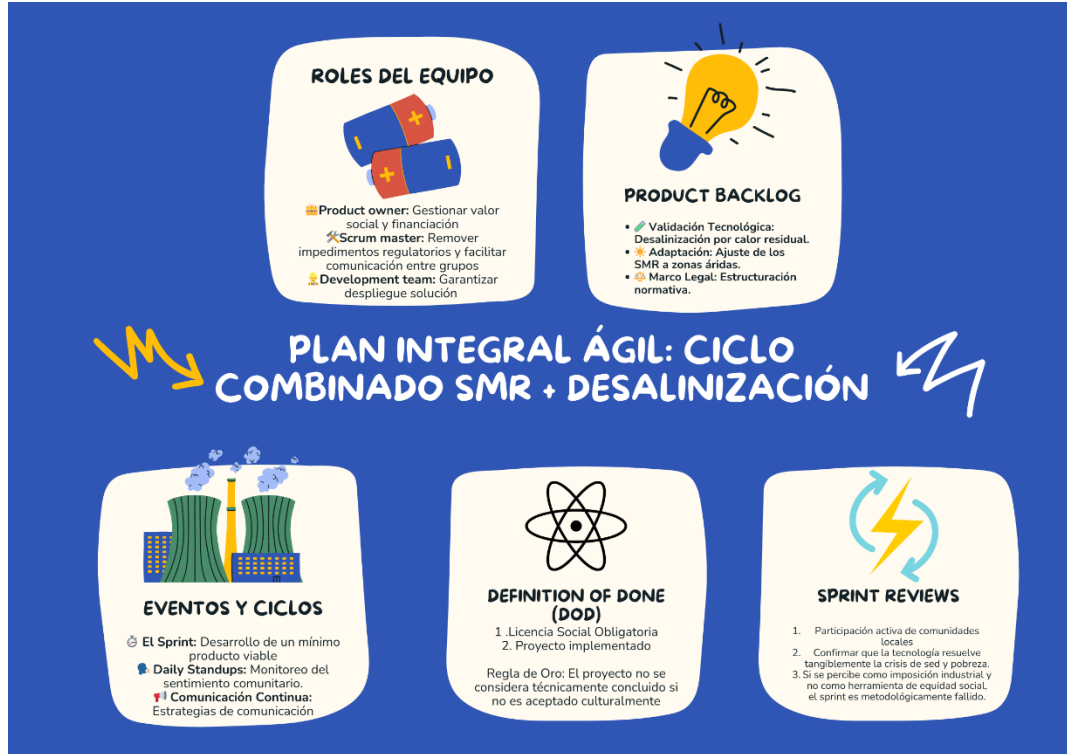 ROLES DEL EQUIPO
Product owner: Gestionar valor
social y financiación
Scrum master: Remover
impedimentos regulatorios y facilitar
comunicación entre grupos
Development team: Garantizar
despliegue solución
PRODUCT BACKLOG
• Validación Tecnológica:
Desalinización por calor residual.
• Adaptación: Ajuste de los
SMR a zonas áridas.
• Marco Legal: Estructuración
normativa.
PLAN INTEGRAL ÁGIL: CICLO
COMBINADO SMR + DESALINIZACIÓN
EVENTOS Y CICLOS
El Sprint: Desarrollo de un mínimo
producto viable
Daily Standups: Monitoreo del
sentimiento comunitario.
Comunicación Continua:
Estrategias de comunicación
DEFINITION OF DONE
(DOD)
1 .Licencia Social Obligatoria
2. Proyecto implementado
Regla de Oro: El proyecto no se
considera técnicamente concluido si
no es aceptado culturalmente
SPRINT REVIEWS
1. Participación activa de comunidades
locales
2. Confirmar que la tecnología resuelve
tangiblemente la crisis de sed y pobreza.
3. Si se percibe como imposición industrial y
no como herramienta de equidad social,
el sprint es metodológicamente fallido.